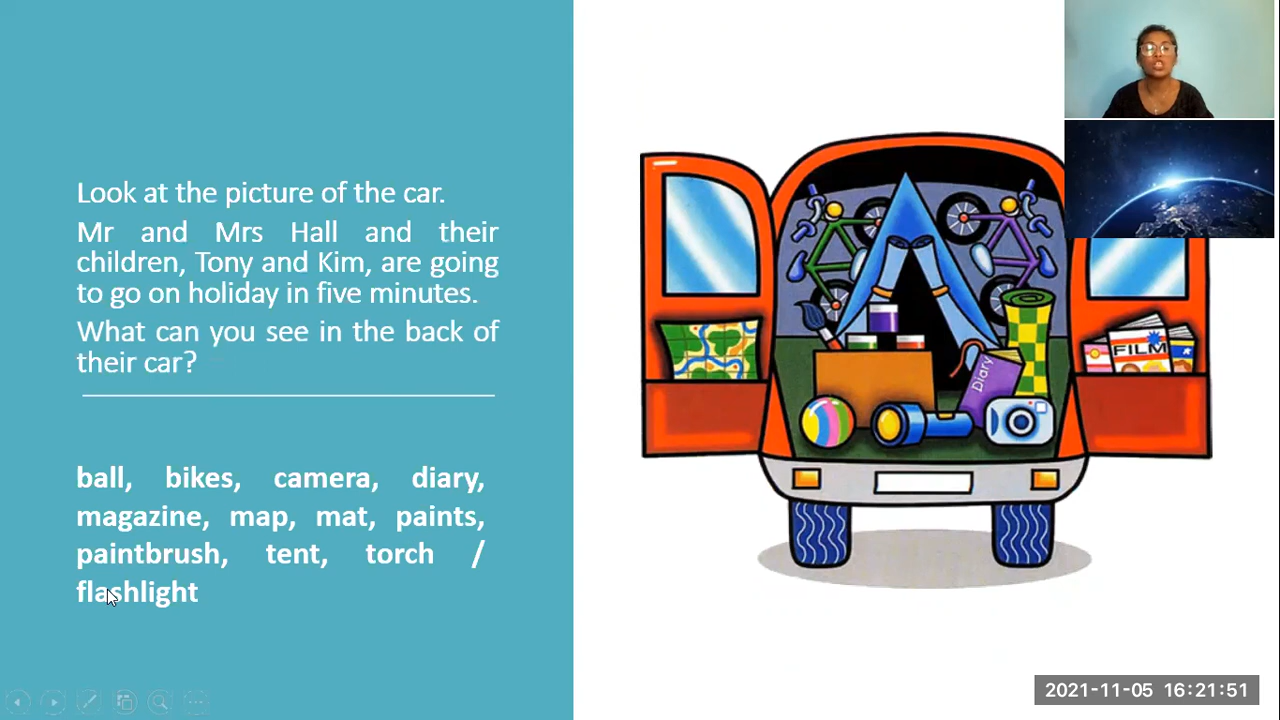 Look at the picture of the car.
Mr and Mrs Hall and their
children, Tony and Kim, are going
to go on holiday in five minutes.
What can you see in the back of
their car?
ball, bikes, camera, diary,
magazine, map, mat, paints,
paintbrush, tent, torch /
flashlight
Diary
FILM
2021-11-05 16:21:51